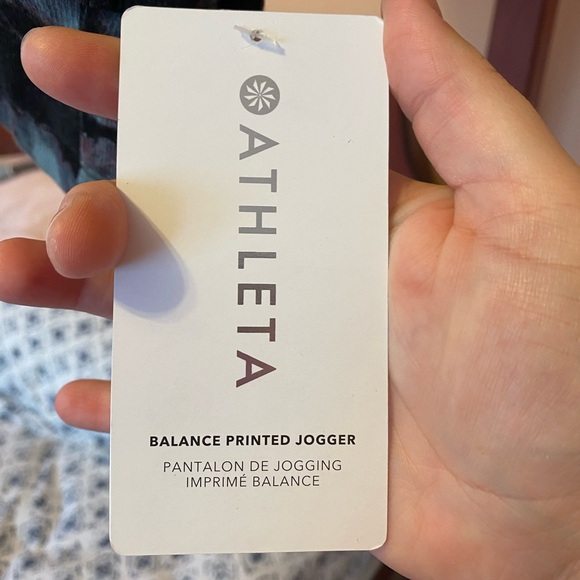 ATHLETA
BALANCE PRINTED JOGGER
PANTALON DE JOGGING
IMPRIMÉ BALANCE